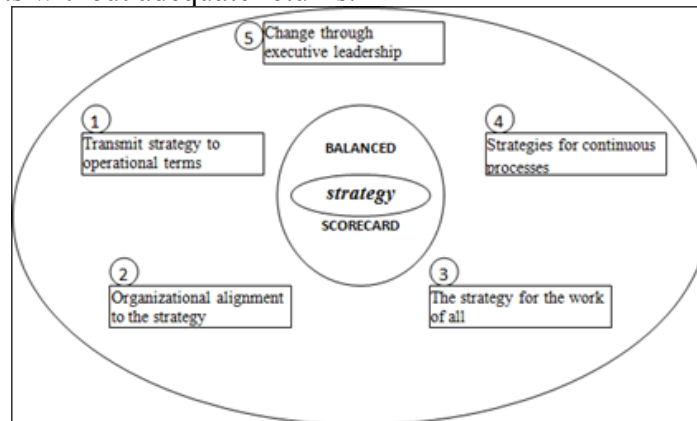 5
Change through
executive leadership
1
Transmit strategy to
operational terms
4
Strategies for continuous
processes
BALANCED
strategy
SCORECARD
2
Organizational alignment
to the strategy
3
The strategy for the work
of all